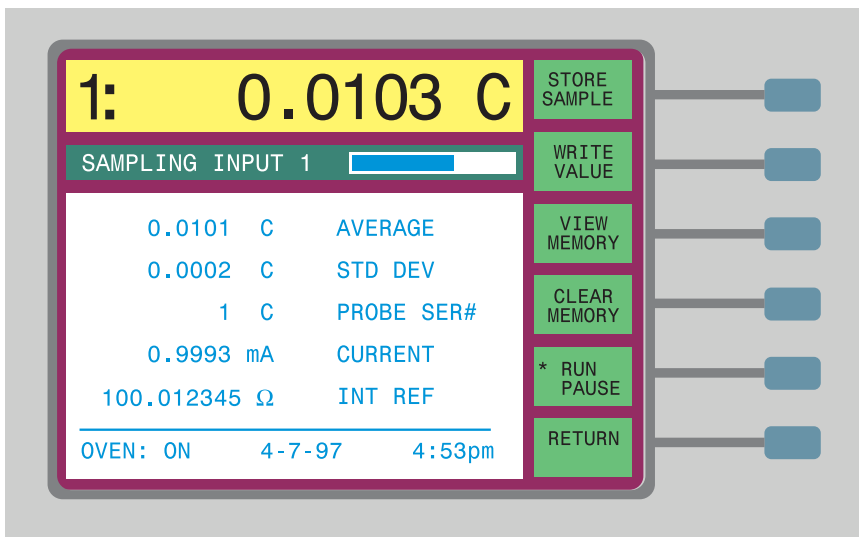 1: 0.0103 C
SAMPLING INPUT 1
0.0101 C AVERAGE
0.0002 C STD DEV
1 C PROBE SER#
0.9993 mA CURRENT
100.012345 Ω INT REF
OVEN: ON 4-7-97 4:53pm
STORE
SAMPLE
WRITE
VALUE
VIEW
MEMORY
CLEAR
MEMORY
* RUN
PAUSE
RETURN